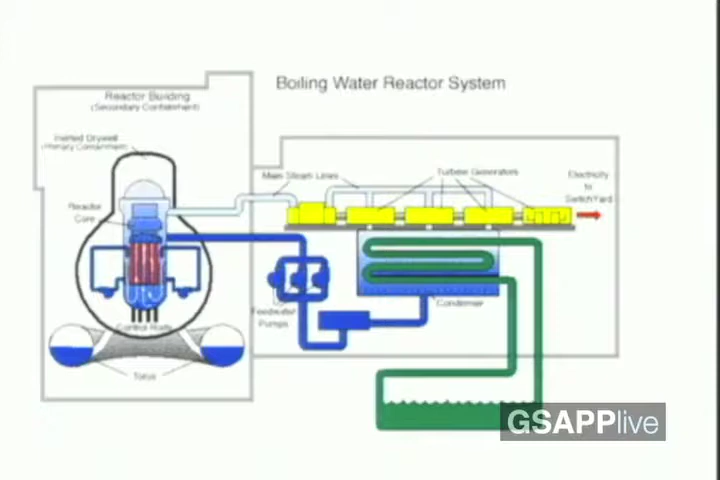 Boiling Water Reactor System
Reactor Building
(Secondary Containment)
Inerted Drywell
(Primary Containment)
Main Steam Lines
Turbine Generators
Electricity
to
Switch Yard
Reactor
Core
Feedwater
Pumps
Condenser
Control Rods
Torus
GSAPPlive